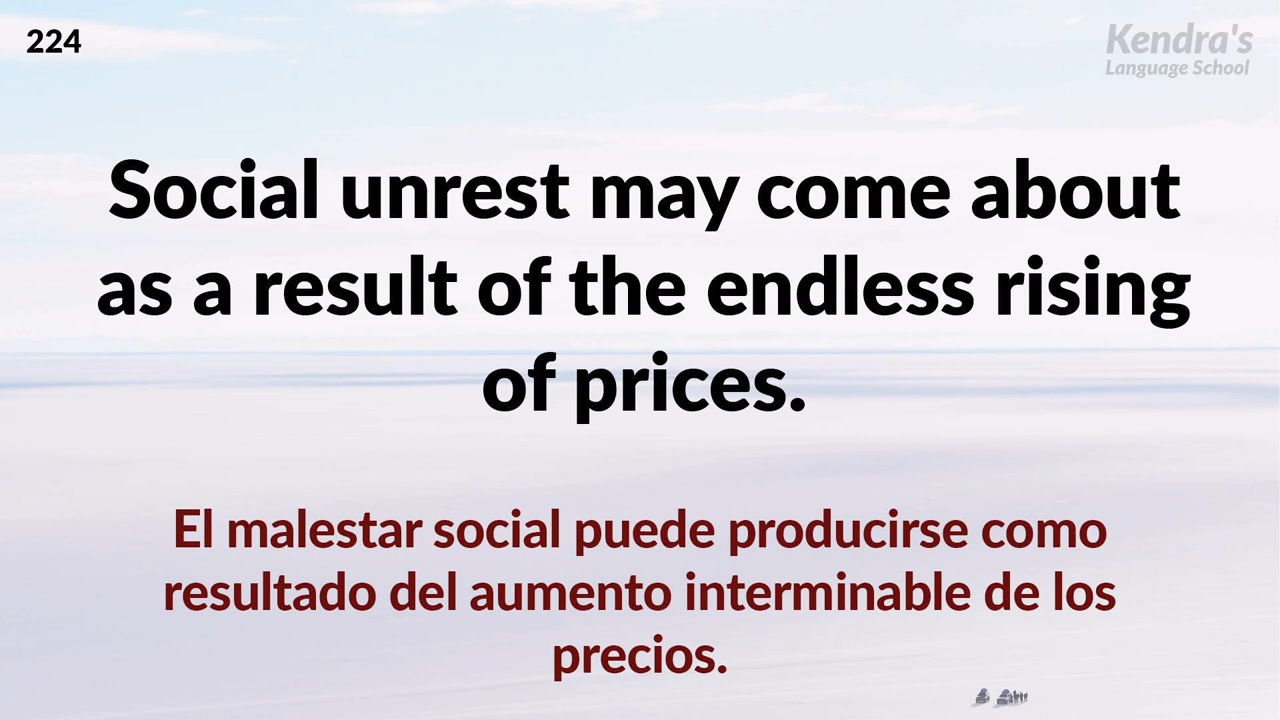 224
Kendra's
Language School
Social unrest may come about
as a result of the endless rising
of prices.
El malestar social puede producirse como
resultado del aumento interminable de los
precios.